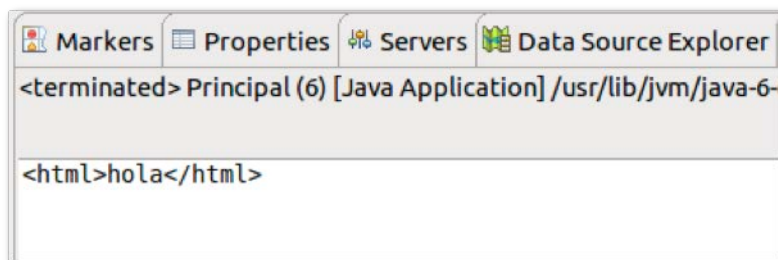 Markers Properties Servers Data Source Explorer
<terminated> Principal (6) [Java Application] /usr/lib/jvm/java-6-
<html>hola</html>